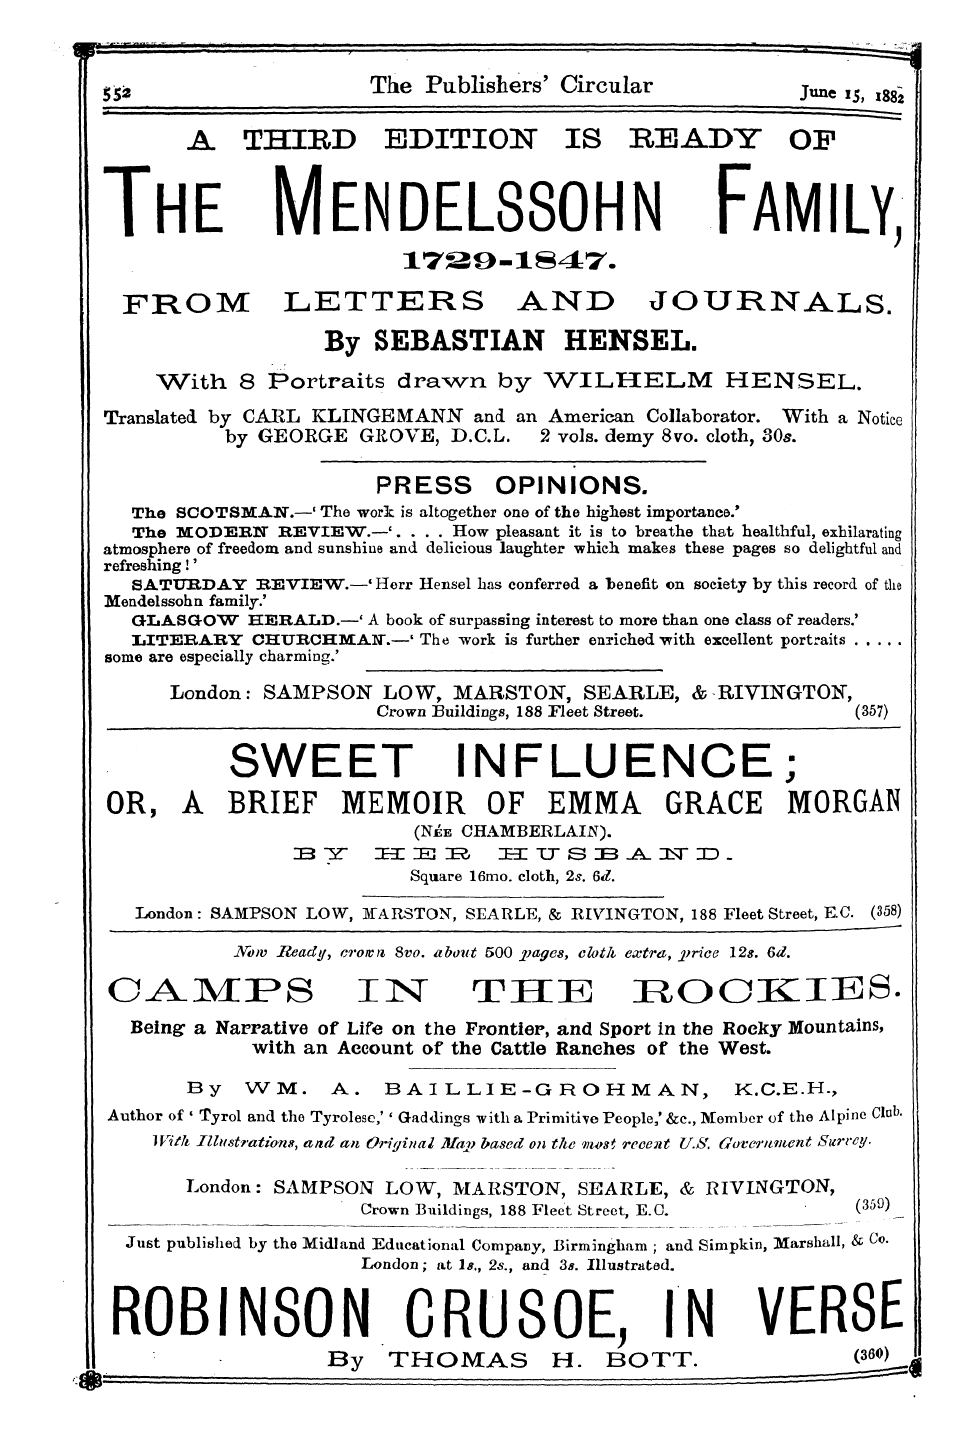 552 The Publishers' Circular June 15, 1882
A THIRD EDITION IS READY OF
THE MENDELSSOHN FAMILY,
1729-1847.
FROM LETTERS AND JOURNALS.
By SEBASTIAN HENSEL.
With 8 Portraits drawn by WILHELM HENSEL.
Translated by CARL KLINGEMANN and an American Collaborator. With a Notice
by GEORGE GROVE, D.C.L. 2 vols. demy 8vo. cloth, 30s.
PRESS OPINIONS.
The SCOTSMAN.—‘The work is altogether one of the highest importance.’
The MODERN REVIEW.—‘. . . . How pleasant it is to breathe that healthful, exhilarating
atmosphere of freedom and sunshine and delicious laughter which makes these pages so delightful and
refreshing!’
SATURDAY REVIEW.—‘Herr Hensel has conferred a benefit on society by this record of the
Mendelssohn family.’
GLASGOW HERALD.—‘A book of surpassing interest to more than one class of readers.’
LITERARY CHURCHMAN.—‘The work is further enriched with excellent portraits . . . . .
some are especially charming.’
London: SAMPSON LOW, MARSTON, SEARLE, & RIVINGTON,
Crown Buildings, 188 Fleet Street. (357)
SWEET INFLUENCE;
OR, A BRIEF MEMOIR OF EMMA GRACE MORGAN
(NÉE CHAMBERLAIN).
BY HER HUSBAND.
Square 16mo. cloth, 2s. 6d.
London: SAMPSON LOW, MARSTON, SEARLE, & RIVINGTON, 188 Fleet Street, E.C. (358)
Now Ready, crown 8vo. about 500 pages, cloth extra, price 12s. 6d.
CAMPS IN THE ROCKIES.
Being a Narrative of Life on the Frontier, and Sport in the Rocky Mountains,
with an Account of the Cattle Ranches of the West.
By WM. A. BAILLIE-GROHMAN, K.C.E.H.,
Author of ‘Tyrol and the Tyrolese,’ ‘Gaddings with a Primitive People,’ &c., Member of the Alpine Club.
With Illustrations, and an Original Map based on the most recent U.S. Government Survey.
London: SAMPSON LOW, MARSTON, SEARLE, & RIVINGTON,
Crown Buildings, 188 Fleet Street, E.C. (359)
Just published by the Midland Educational Company, Birmingham; and Simpkin, Marshall, & Co.
London; at 1s., 2s., and 3s. Illustrated.
ROBINSON CRUSOE, IN VERSE
By THOMAS H. BOTT. (360)